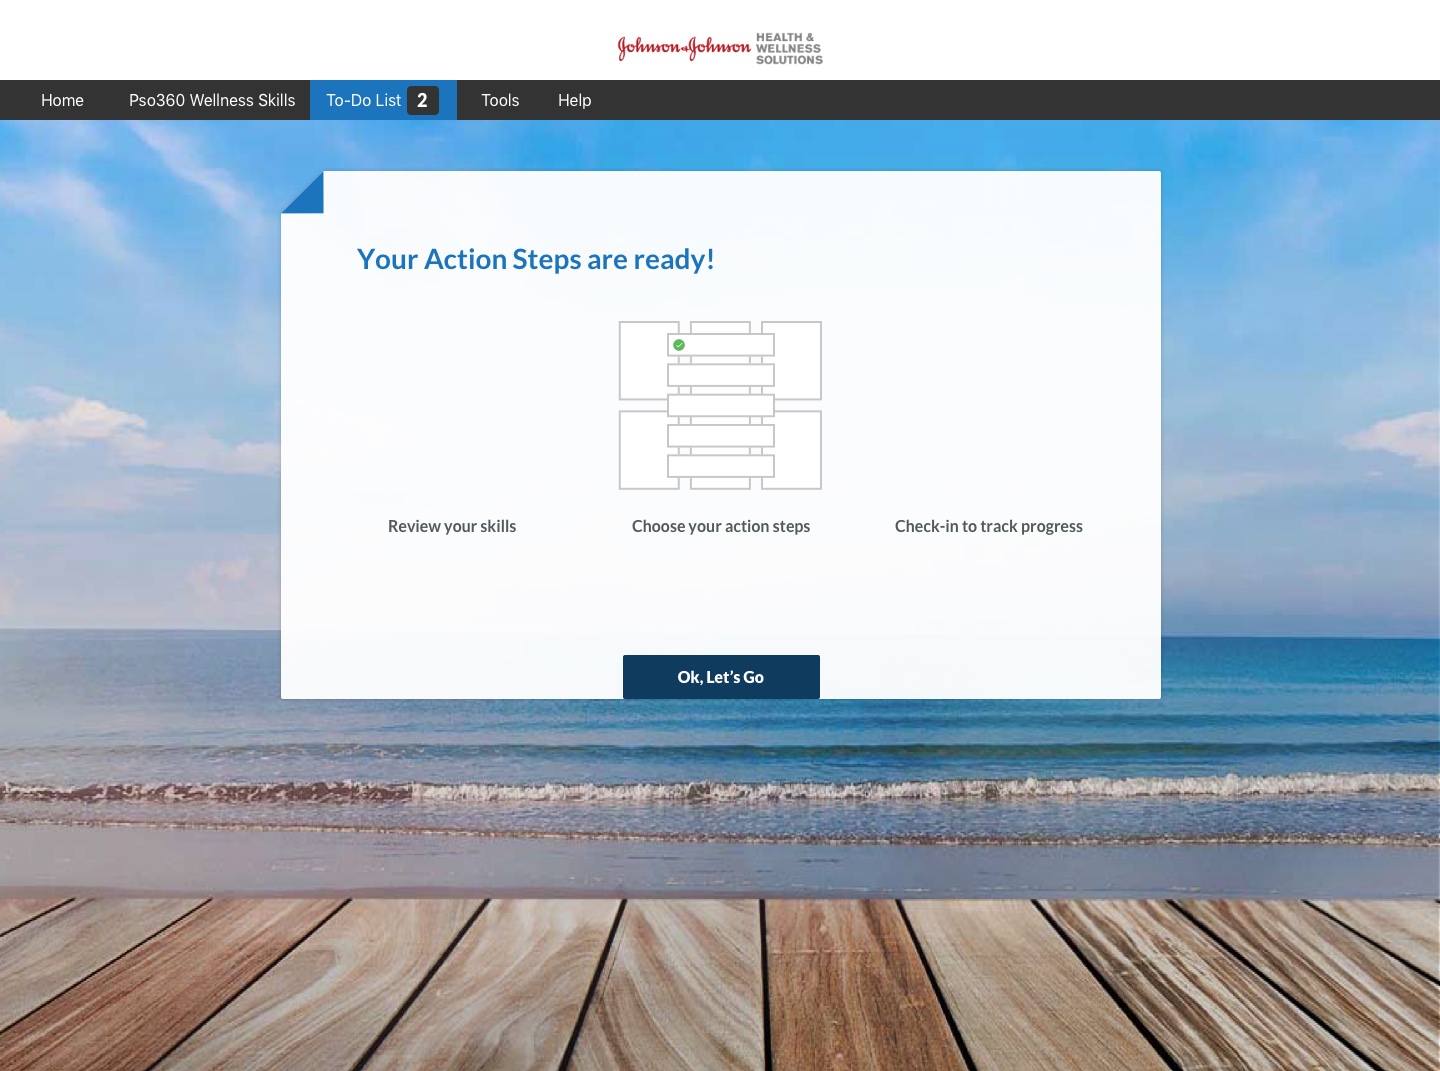 Johnson & Johnson HEALTH &
WELLNESS
SOLUTIONS
Home Pso360 Wellness Skills To-Do List 2 Tools Help
Your Action Steps are ready!
Review your skills Choose your action steps Check-in to track progress
Ok, Let’s Go